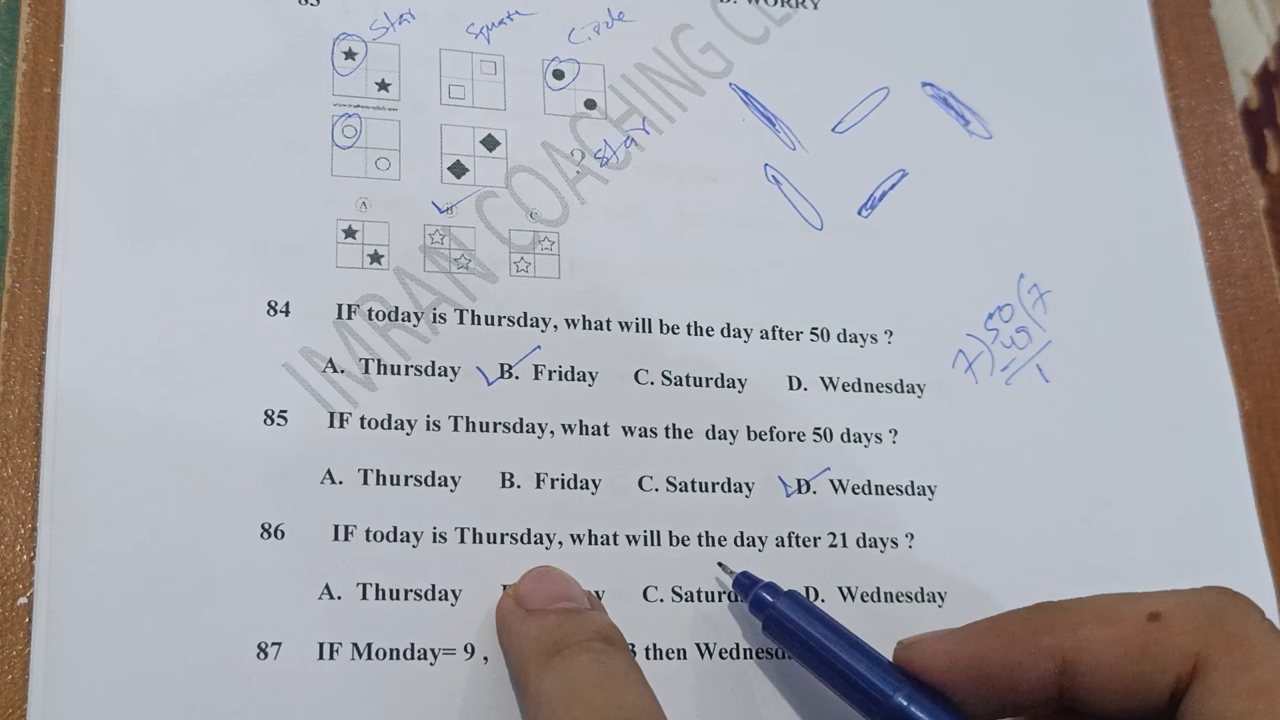 D. WORRY
Star Square Circle
? Star
A B C
IMRAN COACHING
84 IF today is Thursday, what will be the day after 50 days ?
7) 50 (7
49
1
A. Thursday B. Friday C. Saturday D. Wednesday
85 IF today is Thursday, what was the day before 50 days ?
A. Thursday B. Friday C. Saturday D. Wednesday
86 IF today is Thursday, what will be the day after 21 days ?
A. Thursday C. D. Wednesday
87 IF Monday= 9 , then